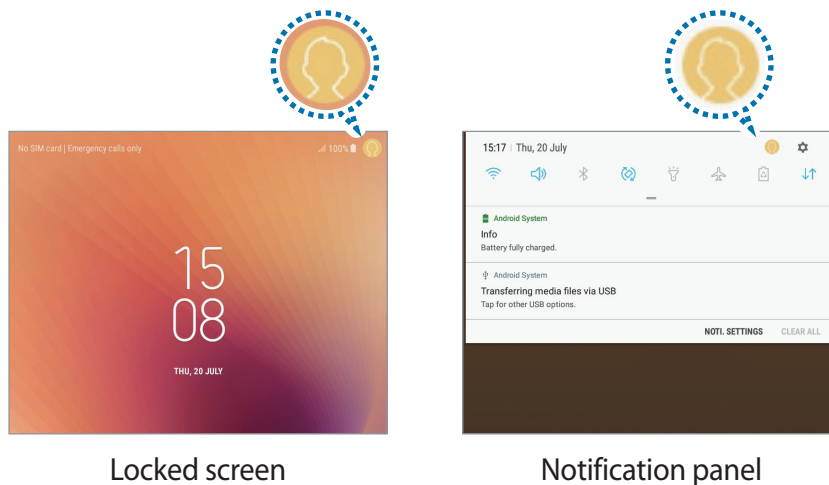 No SIM card | Emergency calls only
100%
15
08
THU, 20 JULY
Locked screen
15:17 | Thu, 20 July
Android System
Info
Battery fully charged.
Android System
Transferring media files via USB
Tap for other USB options.
NOTI. SETTINGS CLEAR ALL
Notification panel